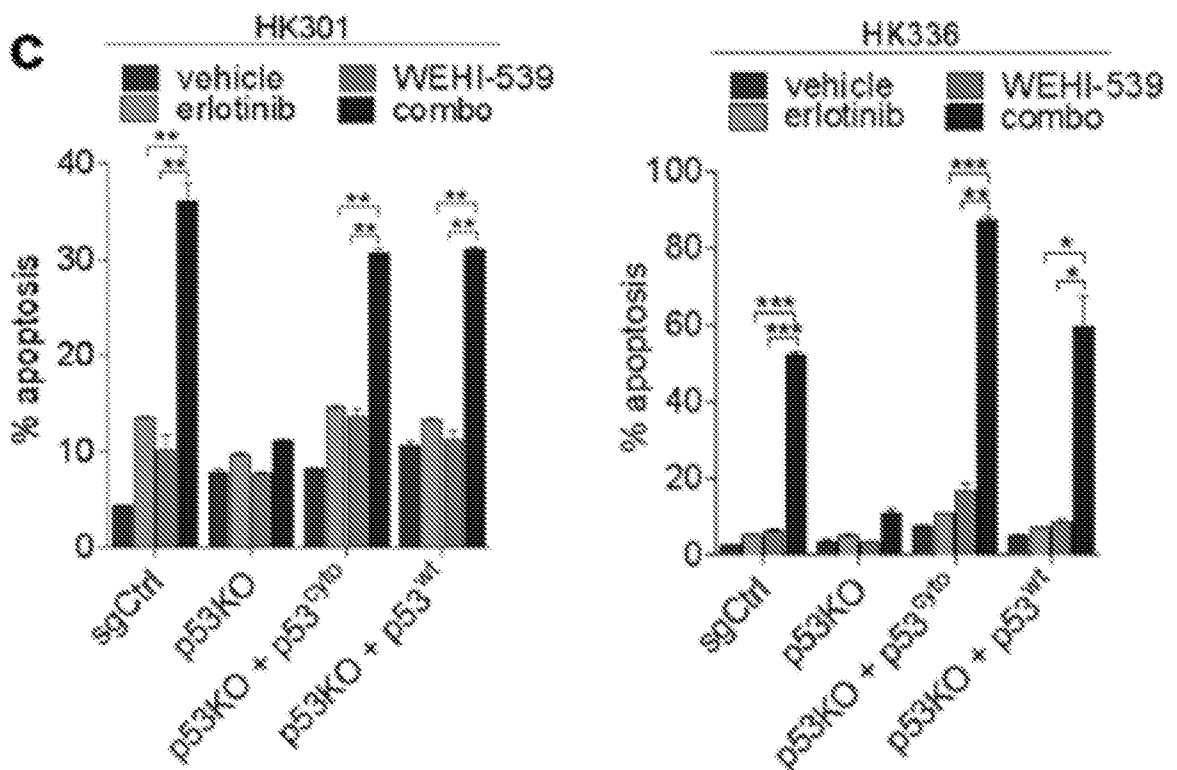 C
HK301
vehicle WEHI-539
erlotinib combo
% apoptosis
40
30
20
10
0
** ** ** ** ** **
sgCtrl
p53KO
p53KO + p53cyto
p53KO + p53wt
HK336
vehicle WEHI-539
erlotinib combo
% apoptosis
100
80
60
40
20
0
*** *** *** ** * *
sgCtrl
p53KO
p53KO + p53cyto
p53KO + p53wt